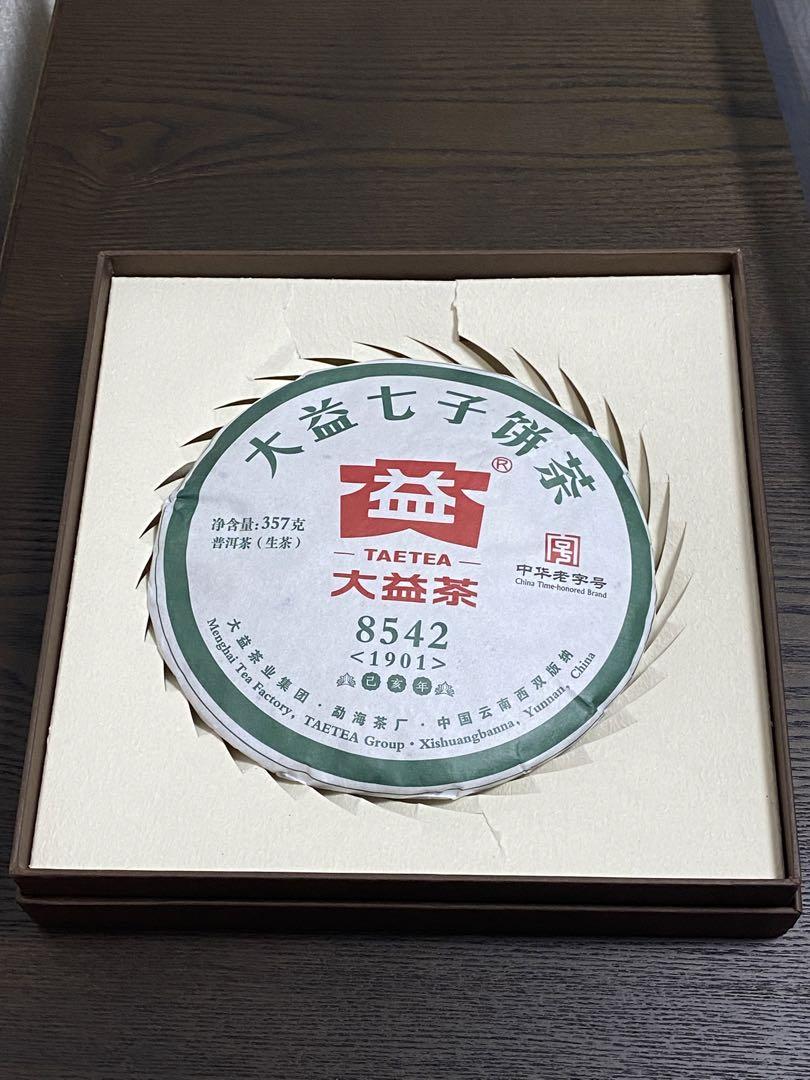 大益七子饼茶
益
®
净含量:357克
普洱茶（生茶）
— TAETEA —
大益茶
中华老字号
China Time-honored Brand
8542
<1901>
己亥年
大益茶业集团·勐海茶厂·中国云南西双版纳
Menghai Tea Factory, TAETEA Group · Xishuangbanna, Yunnan, China